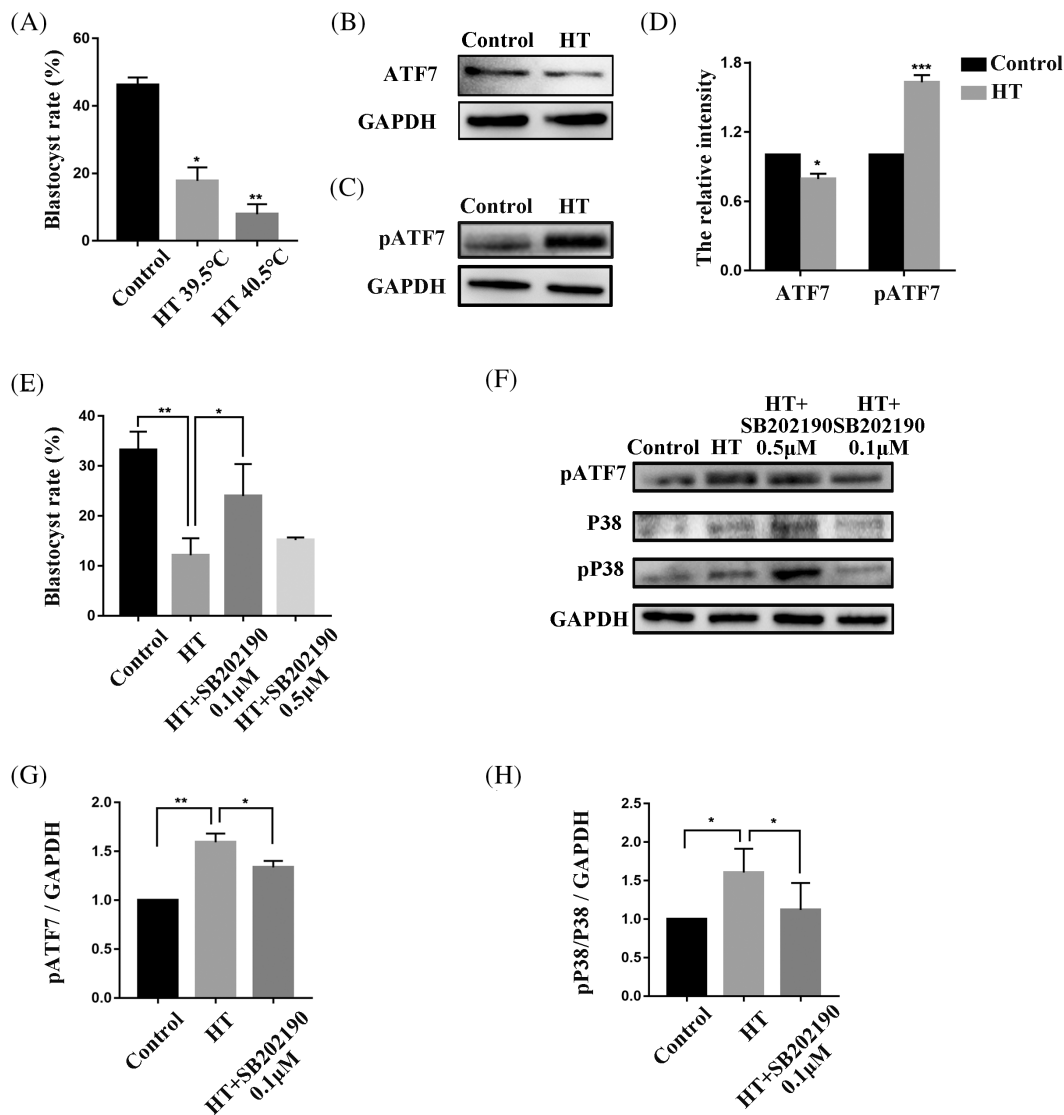 (A)
Blastocyst rate (%)
60
40
20
0
*
**
Control
HT 39.5°C
HT 40.5°C
(B)
Control HT
ATF7
GAPDH
(C)
Control HT
pATF7
GAPDH
(D)
The relative intensity
1.8
1.2
0.6
0.0
*
***
ATF7 pATF7
Control
HT
(E)
Blastocyst rate (%)
40
30
20
10
0
** *
Control
HT
HT+SB202190
0.1μM
HT+SB202190
0.5μM
(F)
HT+ HT+
SB202190 SB202190
Control HT 0.5μM 0.1μM
pATF7
P38
pP38
GAPDH
(G)
pATF7 / GAPDH
2.0
1.5
1.0
0.5
0.0
** *
Control
HT
HT+SB202190
0.1μM
(H)
pP38/P38 / GAPDH
2.5
2.0
1.5
1.0
0.5
0.0
* *
Control
HT
HT+SB202190
0.1μM